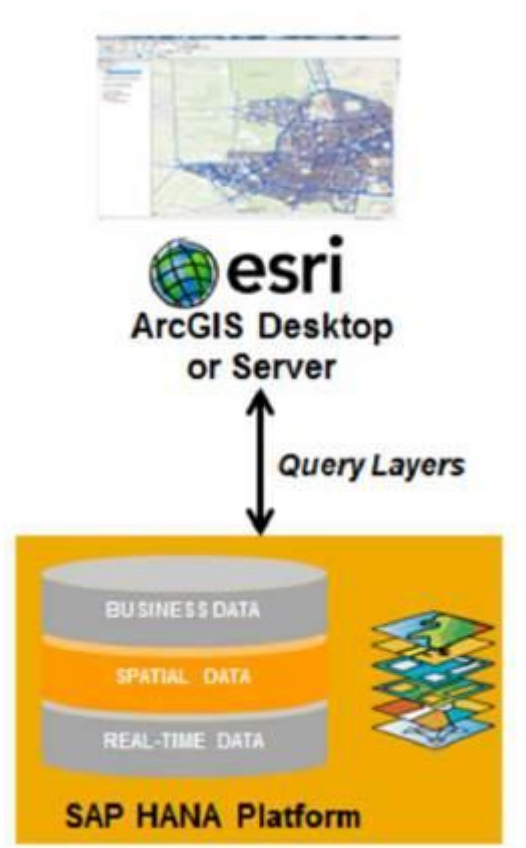 esri
ArcGIS Desktop
or Server
Query Layers
BUSINESS DATA
SPATIAL DATA
REAL-TIME DATA
SAP HANA Platform